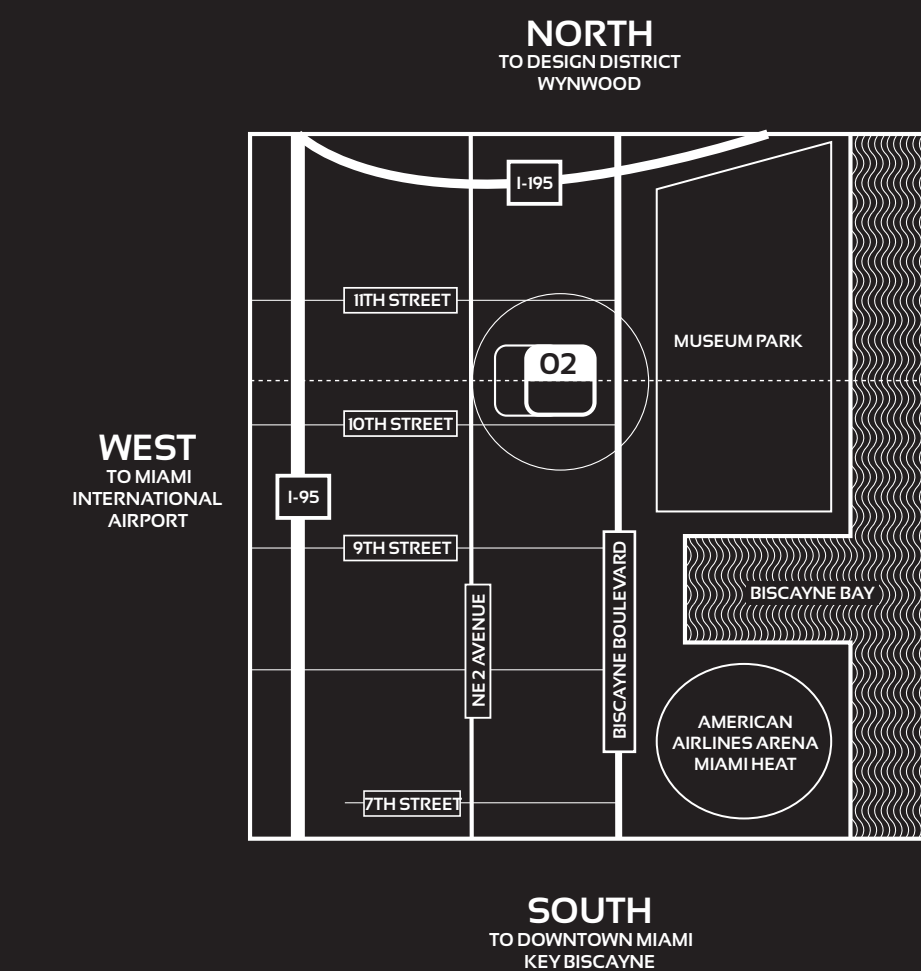 NORTH
TO DESIGN DISTRICT
WYNWOOD
I-195
11TH STREET
MUSEUM PARK
02
10TH STREET
WEST
TO MIAMI
INTERNATIONAL
AIRPORT
I-95
9TH STREET
BISCAYNE BOULEVARD
BISCAYNE BAY
NE 2 AVENUE
AMERICAN
AIRLINES ARENA
MIAMI HEAT
7TH STREET
SOUTH
TO DOWNTOWN MIAMI
KEY BISCAYNE